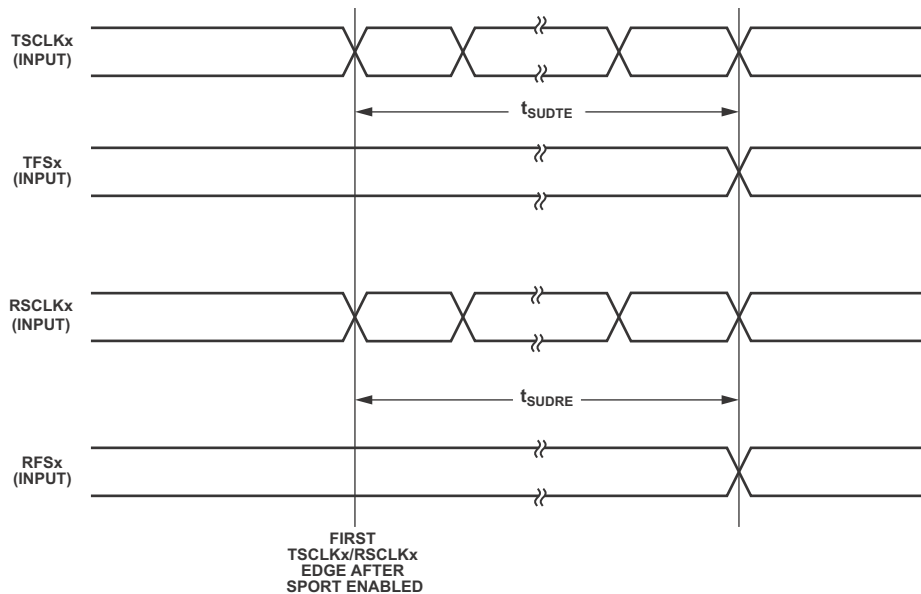 TSCLKx
(INPUT)
tSUDTE
TFSx
(INPUT)
RSCLKx
(INPUT)
tSUDRE
RFSx
(INPUT)
FIRST
TSCLKx/RSCLKx
EDGE AFTER
SPORT ENABLED